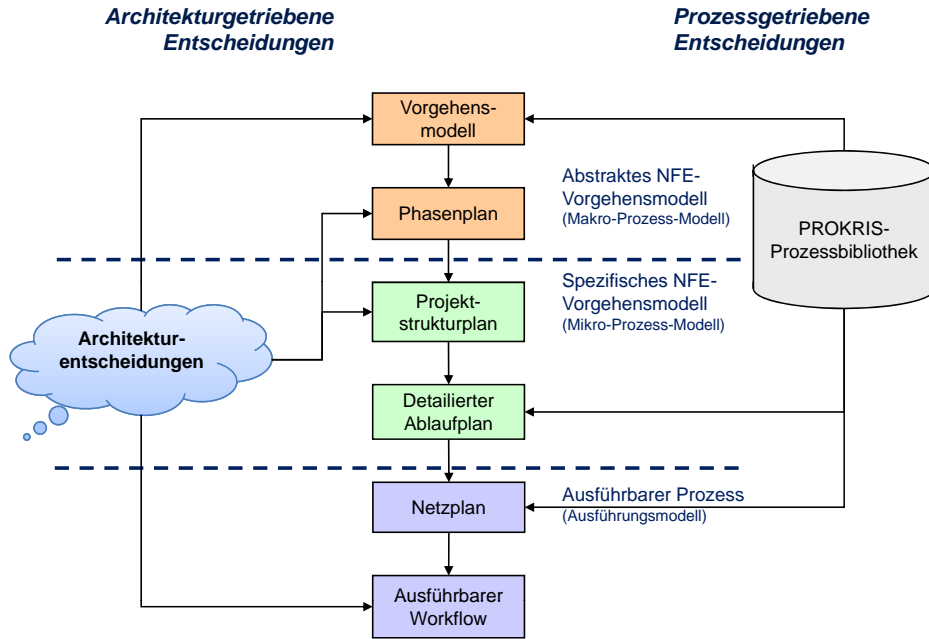 Architekturgetriebene
Entscheidungen
Prozessgetriebene
Entscheidungen
Vorgehens-
modell
Abstraktes NFE-
Vorgehensmodell
(Makro-Prozess-Modell)
Phasenplan
PROKRIS-
Prozessbibliothek
Spezifisches NFE-
Vorgehensmodell
(Mikro-Prozess-Modell)
Projekt-
strukturplan
Architektur-
entscheidungen
Detailierter
Ablaufplan
Netzplan
Ausführbarer Prozess
(Ausführungsmodell)
Ausführbarer
Workflow